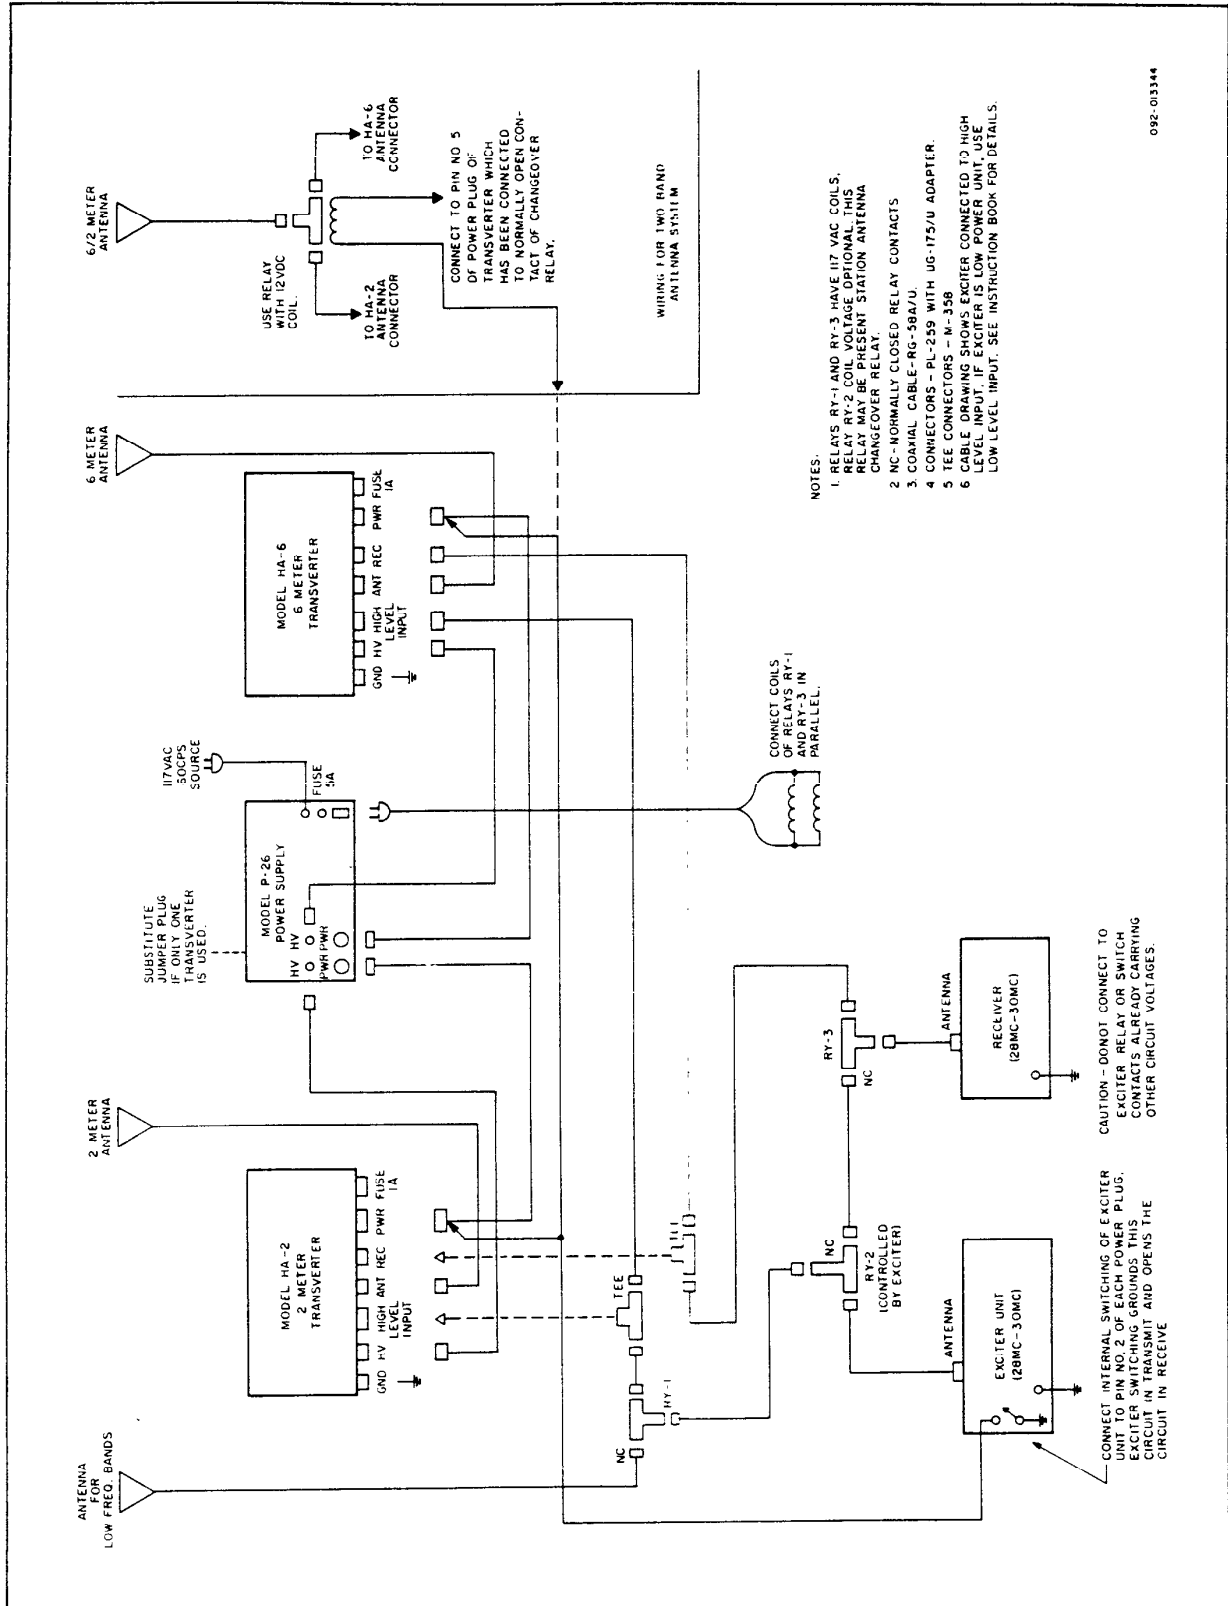 ANTENNA
FOR
LOW FREQ. BANDS
2 METER
ANTENNA
6 METER
ANTENNA
6/2 METER
ANTENNA
SUBSTITUTE
JUMPER PLUG
IF ONLY ONE
TRANSVERTER
IS USED.
117VAC
50CPS
SOURCE
MODEL HA-2
2 METER
TRANSVERTER
GND HV HIGH ANT REC PWR FUSE
LEVEL 1A
INPUT
MODEL P-26
POWER SUPPLY
HV HV
PWR PWR
FUSE
5A
MODEL HA-6
6 METER
TRANSVERTER
GND HV HIGH ANT REC PWR FUSE
LEVEL 1A
INPUT
USE RELAY
WITH 12VDC
COIL.
TO HA-2
ANTENNA
CONNECTOR
TO HA-6
ANTENNA
CONNECTOR
CONNECT TO PIN NO 5
OF POWER PLUG OF
TRANSVERTER WHICH
HAS BEEN CONNECTED
TO NORMALLY OPEN CON-
TACT OF CHANGEOVER
RELAY.
WIRING FOR TWO BAND
ANTENNA SYSTEM
NC
RY-1
TEE
TEE
CONNECT COILS
OF RELAYS RY-1
AND RY-3 IN
PARALLEL.
NC
RY-2
(CONTROLLED
BY EXCITER)
NC
RY-3
ANTENNA
EXCITER UNIT
(28MC-30MC)
ANTENNA
RECEIVER
(28MC-30MC)
CONNECT INTERNAL SWITCHING OF EXCITER
UNIT TO PIN NO. 2 OF EACH POWER PLUG.
EXCITER SWITCHING GROUNDS THIS
CIRCUIT IN TRANSMIT AND OPENS THE
CIRCUIT IN RECEIVE
CAUTION - DONOT CONNECT TO
EXCITER RELAY OR SWITCH
CONTACTS ALREADY CARRYING
OTHER CIRCUIT VOLTAGES.
NOTES.
1. RELAYS RY-1 AND RY-3 HAVE 117 VAC COILS,
RELAY RY-2 COIL VOLTAGE OPTIONAL. THIS
RELAY MAY BE PRESENT STATION ANTENNA
CHANGEOVER RELAY.
2 NC-NORMALLY CLOSED RELAY CONTACTS
3. COAXIAL CABLE-RG-58A/U.
4 CONNECTORS - PL-259 WITH UG-175/U ADAPTER.
5 TEE CONNECTORS - M-358
6 CABLE DRAWING SHOWS EXCITER CONNECTED TO HIGH
LEVEL INPUT. IF EXCITER IS LOW POWER UNIT, USE
LOW LEVEL INPUT. SEE INSTRUCTION BOOK FOR DETAILS.
092-013344